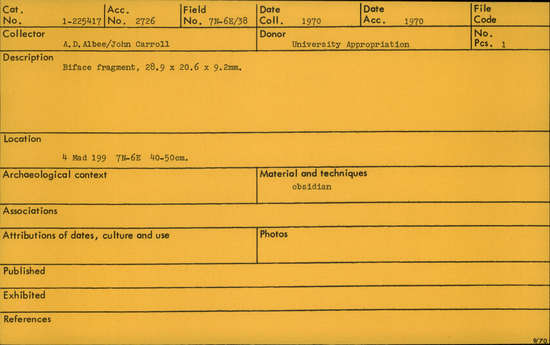 Cat. No. 1-225417 Acc. No. 2726 Field No. 7N-6E/38 Date Coll. 1970 Date Acc. 1970 File Code
Collector Donor No. Pcs. 1
A.D.Albee/John Carroll University Appropriation
Description
Biface fragment, 28.9 x 20.6 x 9.2mm.
Location
4 Mad 199 7N-6E 40-50cm.
Archaeological context Material and techniques
obsidian
Associations
Attributions of dates, culture and use Photos
Published
Exhibited
References
9/70